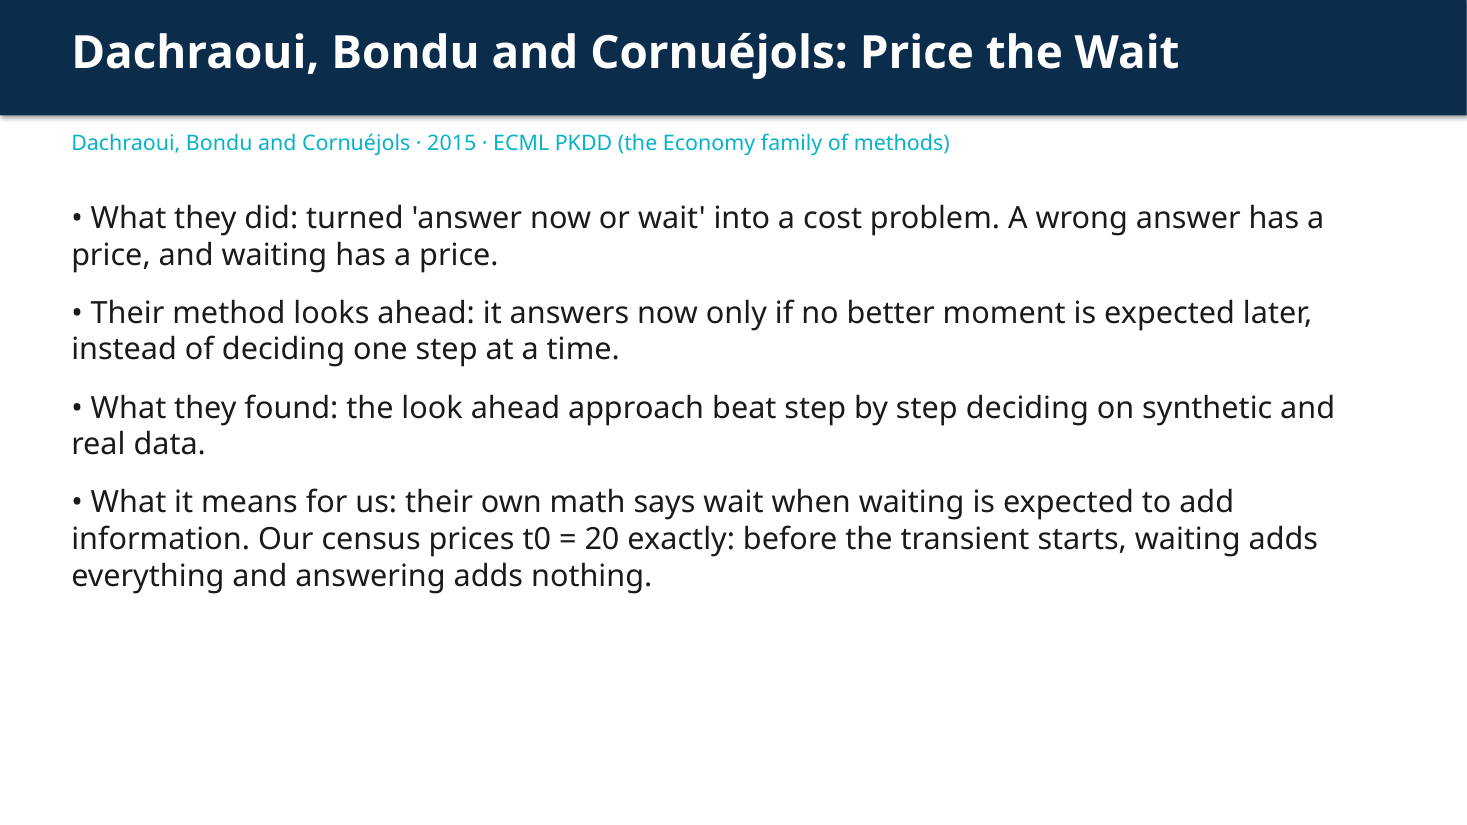 Dachraoui, Bondu and Cornuéjols: Price the Wait
Dachraoui, Bondu and Cornuéjols · 2015 · ECML PKDD (the Economy family of methods)
• What they did: turned 'answer now or wait' into a cost problem. A wrong answer has a
price, and waiting has a price.
• Their method looks ahead: it answers now only if no better moment is expected later,
instead of deciding one step at a time.
• What they found: the look ahead approach beat step by step deciding on synthetic and
real data.
• What it means for us: their own math says wait when waiting is expected to add
information. Our census prices t0 = 20 exactly: before the transient starts, waiting adds
everything and answering adds nothing.